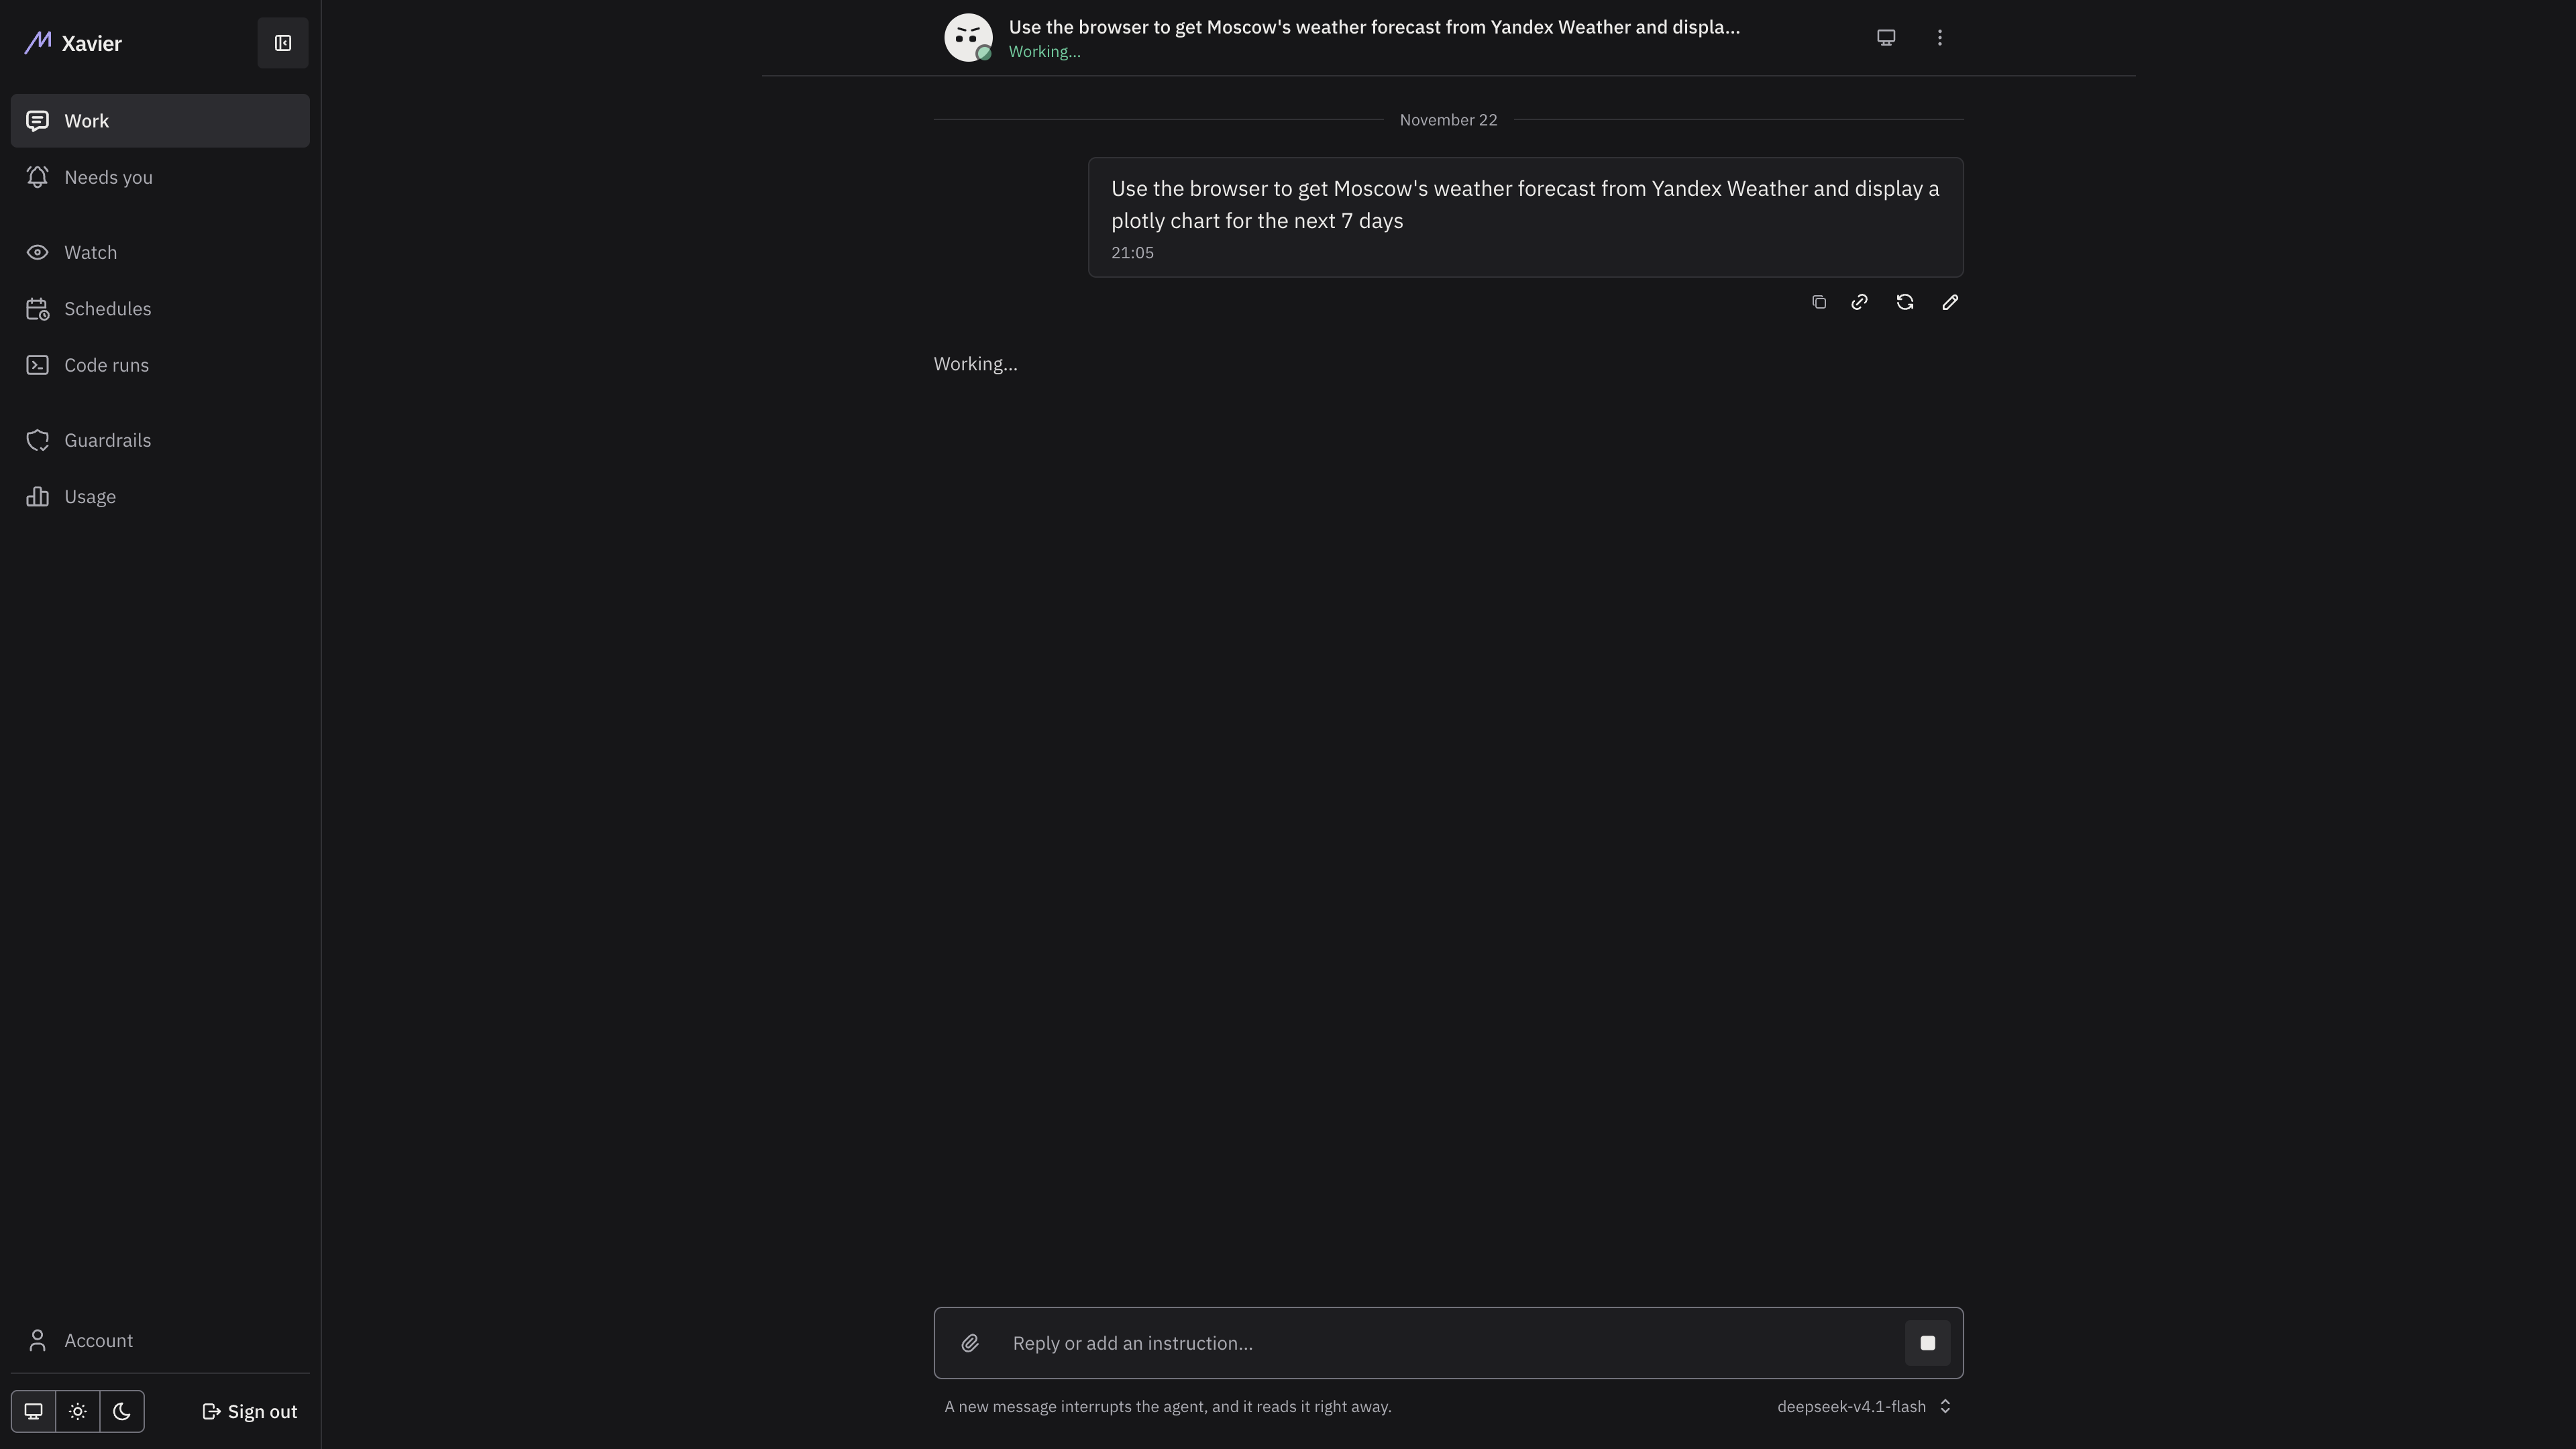 Xavier
Work
Needs you
Watch
Schedules
Code runs
Guardrails
Usage
Account
Sign out
Use the browser to get Moscow's weather forecast from Yandex Weather and displa...
Working...
November 22
Use the browser to get Moscow's weather forecast from Yandex Weather and display a
plotly chart for the next 7 days
21:05
Working...
Reply or add an instruction...
A new message interrupts the agent, and it reads it right away.
deepseek-v4.1-flash